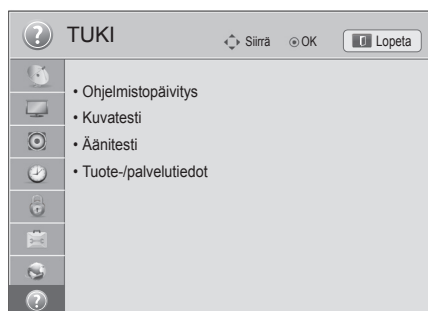 TUKI
Siirrä OK Lopeta
• Ohjelmistopäivitys
• Kuvatesti
• Äänitesti
• Tuote-/palvelutiedot